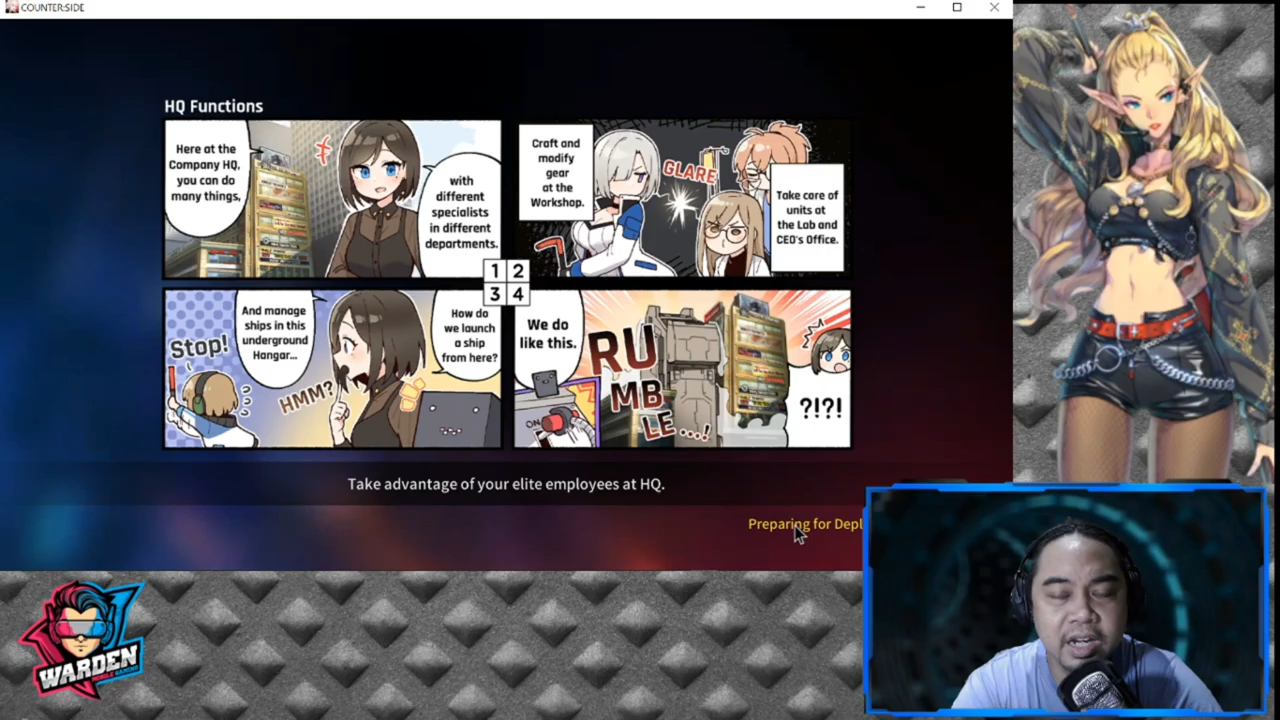 COUNTER:SIDE
HQ Functions
Here at the
Company HQ,
you can do
many things,
with
different
specialists
in different
departments.
Craft and
modify
gear
at the
Workshop.
GLARE
Take care of
units at
the Lab and
CEO's Office.
1 2
3 4
Stop!
And manage
ships in this
underground
Hangar...
HMM?
How do
we launch
a ship
from here?
We do
like this.
ON
RU
MB
LE...!
?!?!
Take advantage of your elite employees at HQ.
Preparing for Depl
WARDEN
MOBILE GAMING